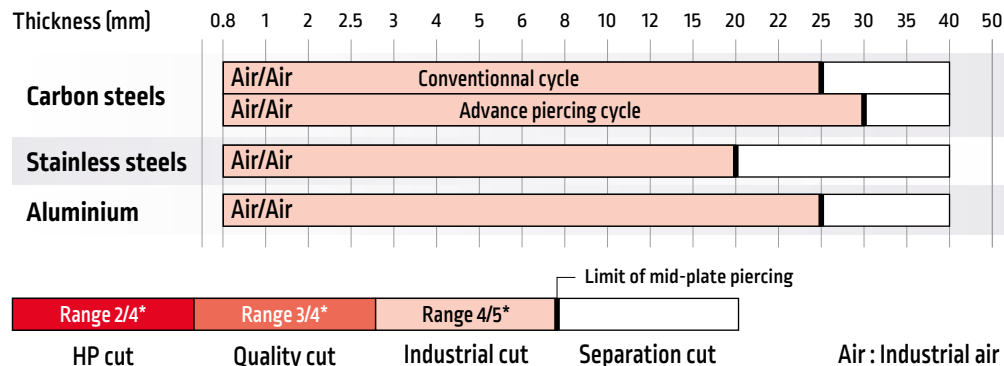 Thickness (mm) 0.8 1 2 2.5 3 4 5 6 8 10 12 15 20 22 25 30 35 40 50
Carbon steels
Air/Air Conventionnal cycle
Air/Air Advance piercing cycle
Stainless steels Air/Air
Aluminium Air/Air
Limit of mid-plate piercing
Range 2/4* Range 3/4* Range 4/5*
HP cut Quality cut Industrial cut Separation cut Air : Industrial air